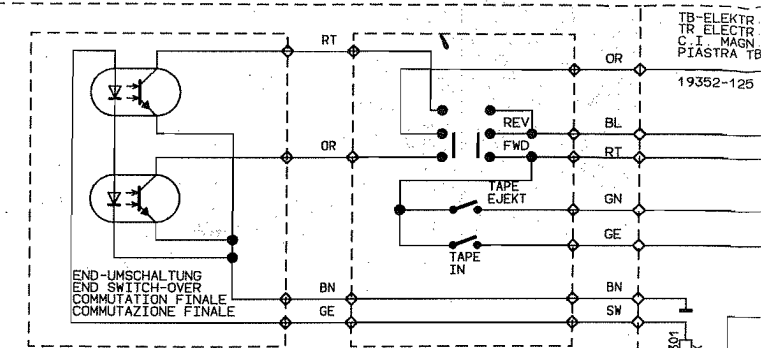 TB-ELEKTR
TR ELECTR
C.I. MAGN
PIASTRA TB
19352-125
RT
OR
REV
BL
FWD
OR
RT
TAPE
EJEKT
GN
TAPE
IN
GE
END-UMSCHALTUNG
END SWITCH-OVER
COMMUTATION FINALE
COMMUTAZIONE FINALE
BN
BN
GE
SW